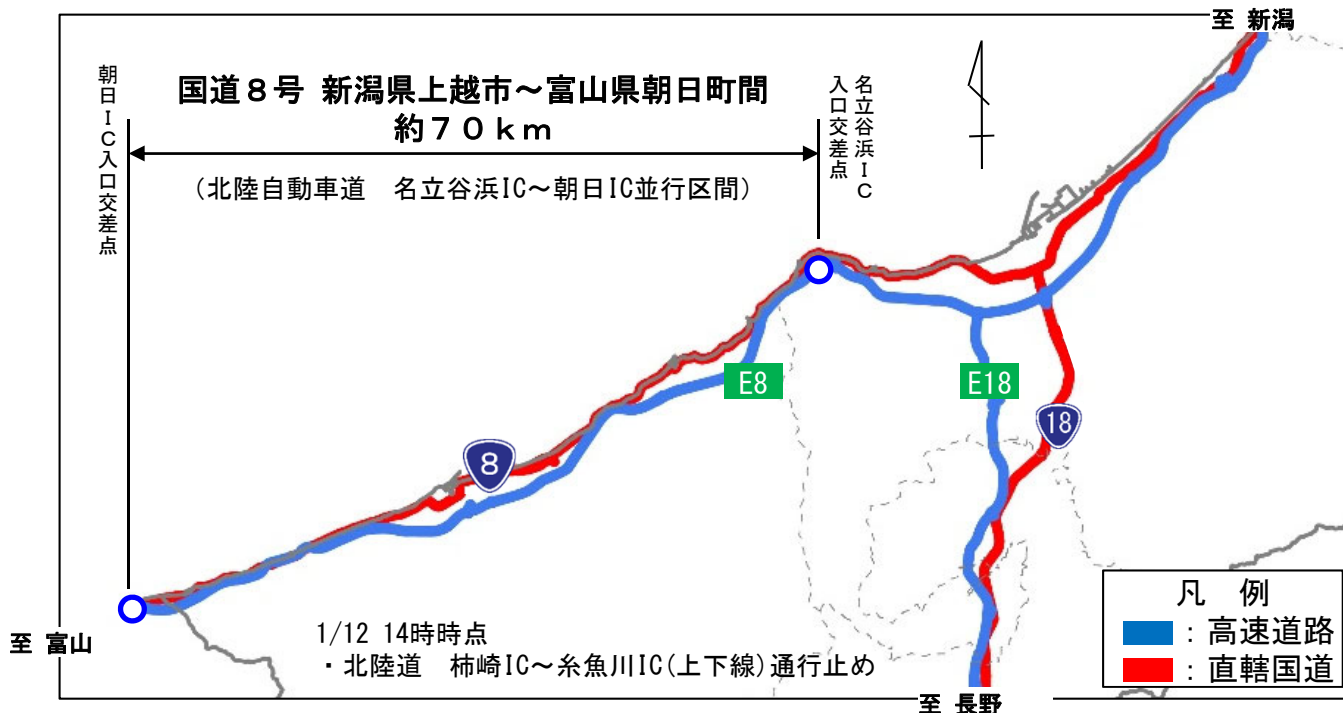 至 新潟
国道8号 新潟県上越市～富山県朝日町間
約70km
(北陸自動車道 名立谷浜IC～朝日IC並行区間)
朝日IC入口交差点
名立谷浜IC
入口交差点
E8
E18
18
8
至 富山
1/12 14時時点
・北陸道 柿崎IC～糸魚川IC(上下線)通行止め
凡 例
：高速道路
：直轄国道
至 長野